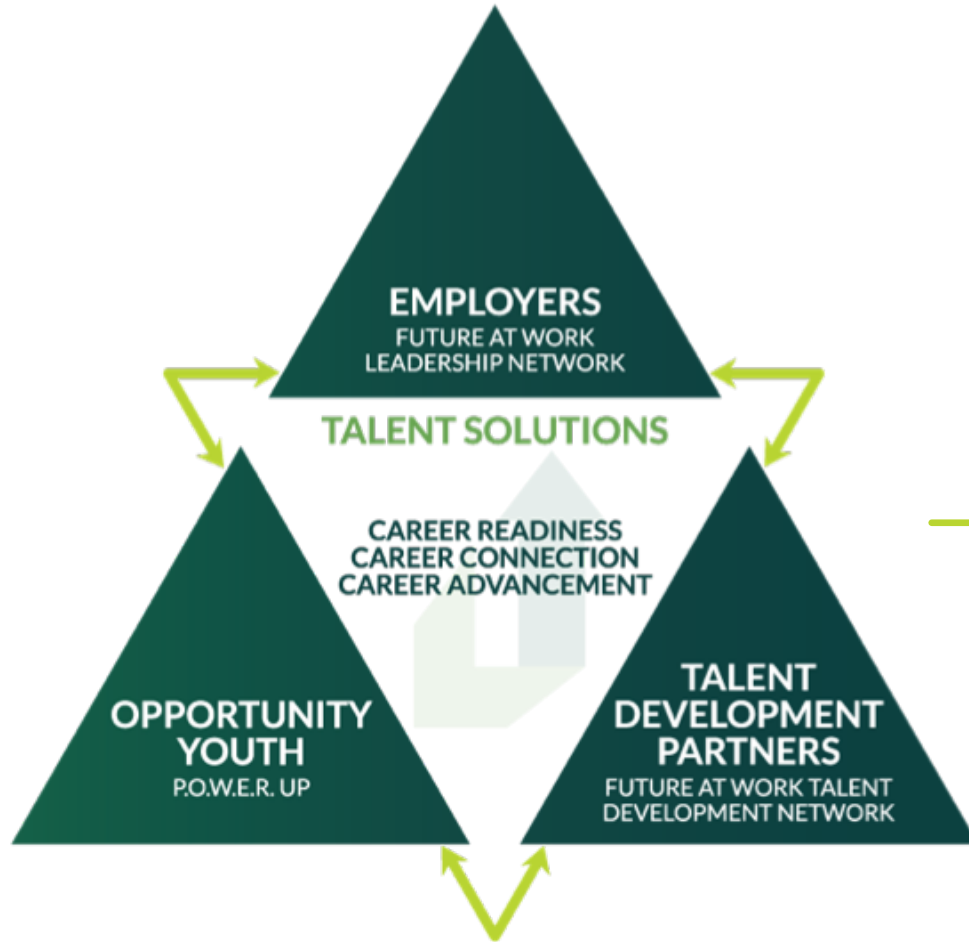 EMPLOYERS
FUTURE AT WORK
LEADERSHIP NETWORK
TALENT SOLUTIONS
CAREER READINESS
CAREER CONNECTION
CAREER ADVANCEMENT
OPPORTUNITY
YOUTH
P.O.W.E.R. UP
TALENT
DEVELOPMENT
PARTNERS
FUTURE AT WORK TALENT
DEVELOPMENT NETWORK